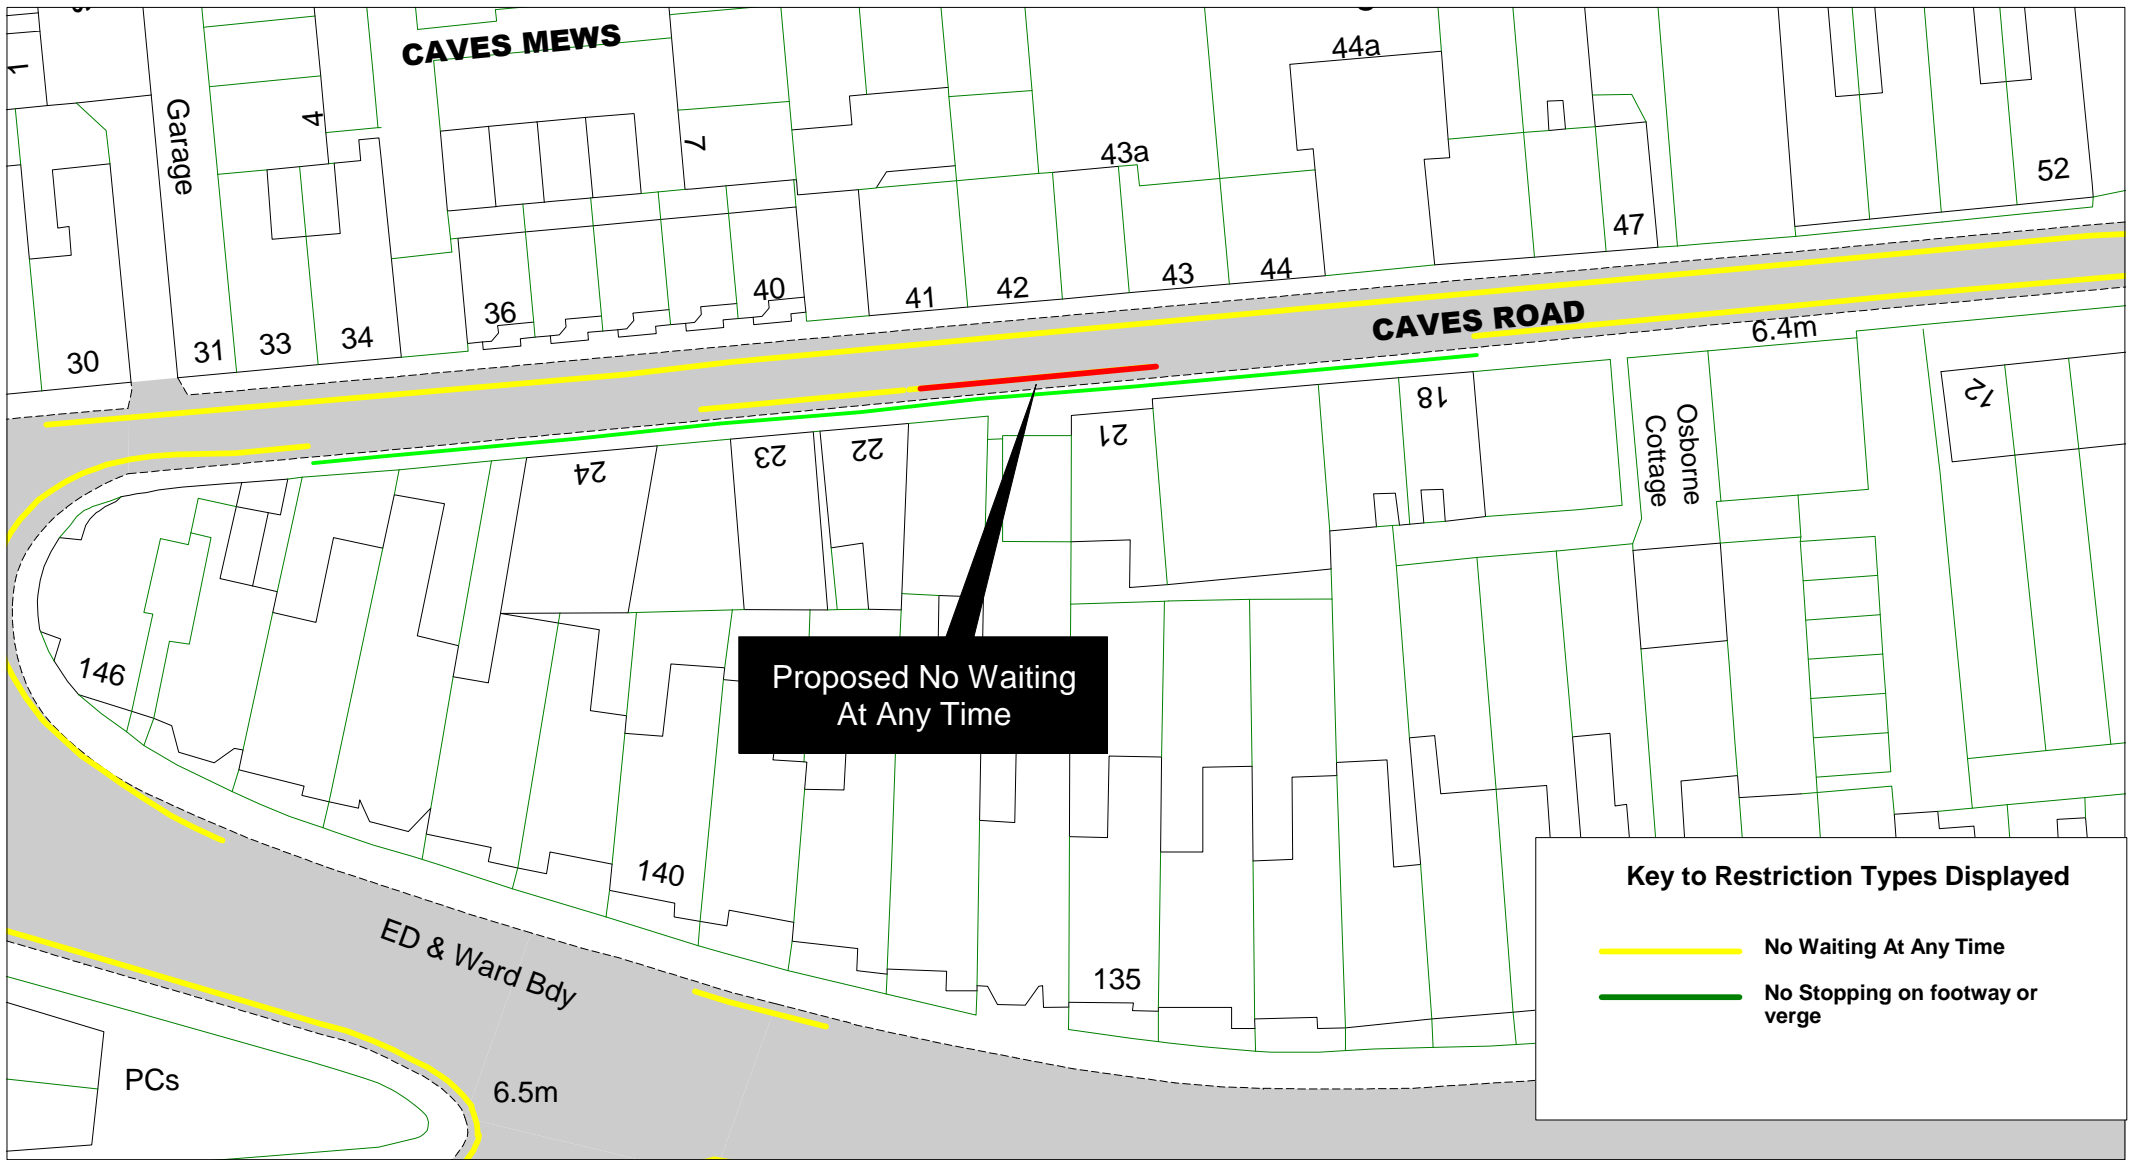 CAVES MEWS
44a
1
Garage
4
7
43a
52
47
40
44
43
42
41
36
34
33
31
30
CAVES ROAD
6.4m
18
12
21
22
23
24
Osborne
Cottage
146
Proposed No Waiting
At Any Time
140
135
ED & Ward Bdy
PCs
6.5m
Key to Restriction Types Displayed
No Waiting At Any Time
No Stopping on footway or
verge